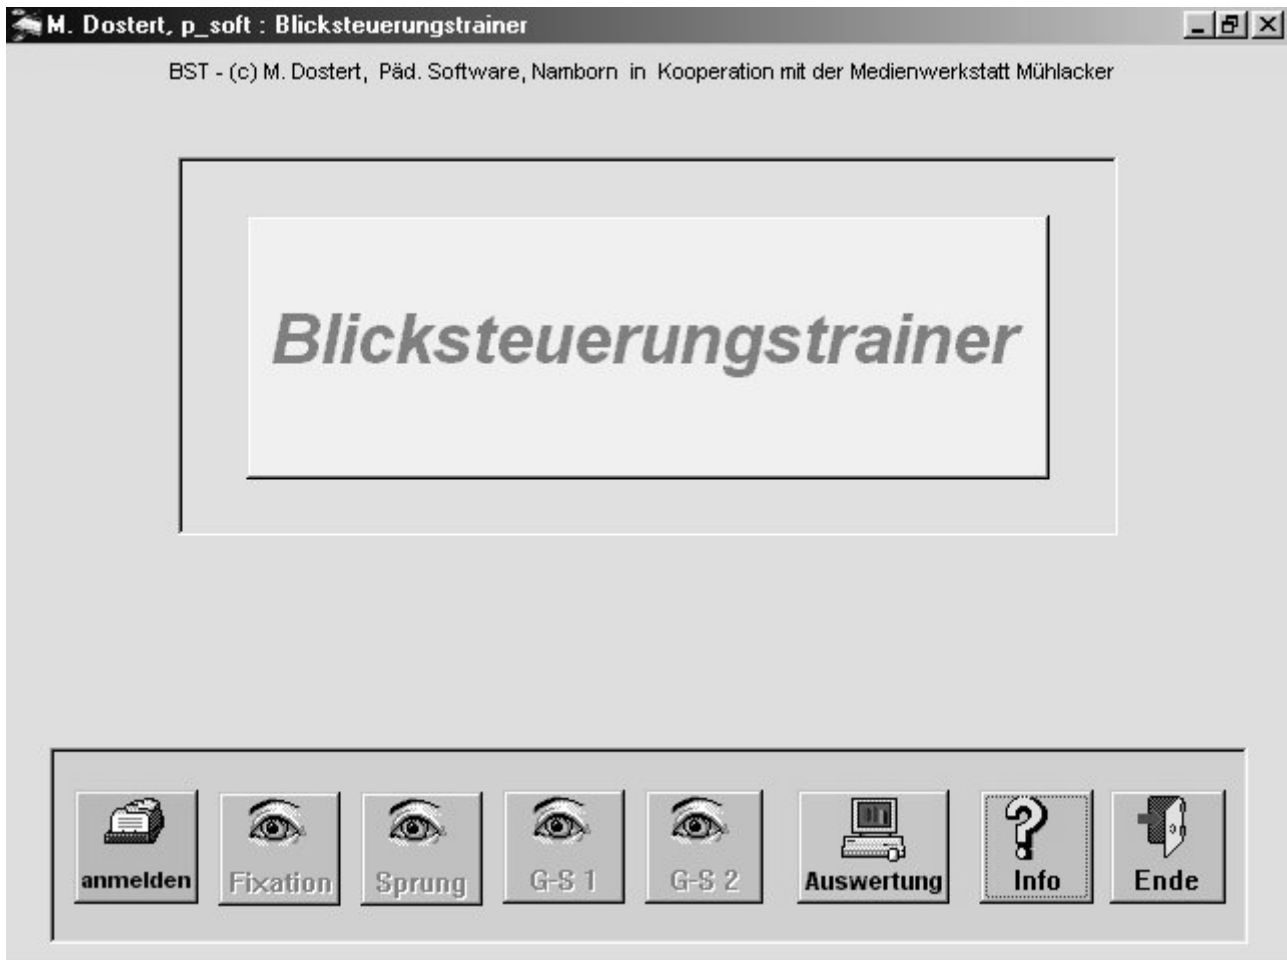 M. Dostert, p_soft : Blicksteuerungstrainer
BST - (c) M. Dostert, Päd. Software, Namborn in Kooperation mit der Medienwerkstatt Mühlacker
Blicksteuerungstrainer
anmelden Fixation Sprung G-S 1 G-S 2 Auswertung Info Ende